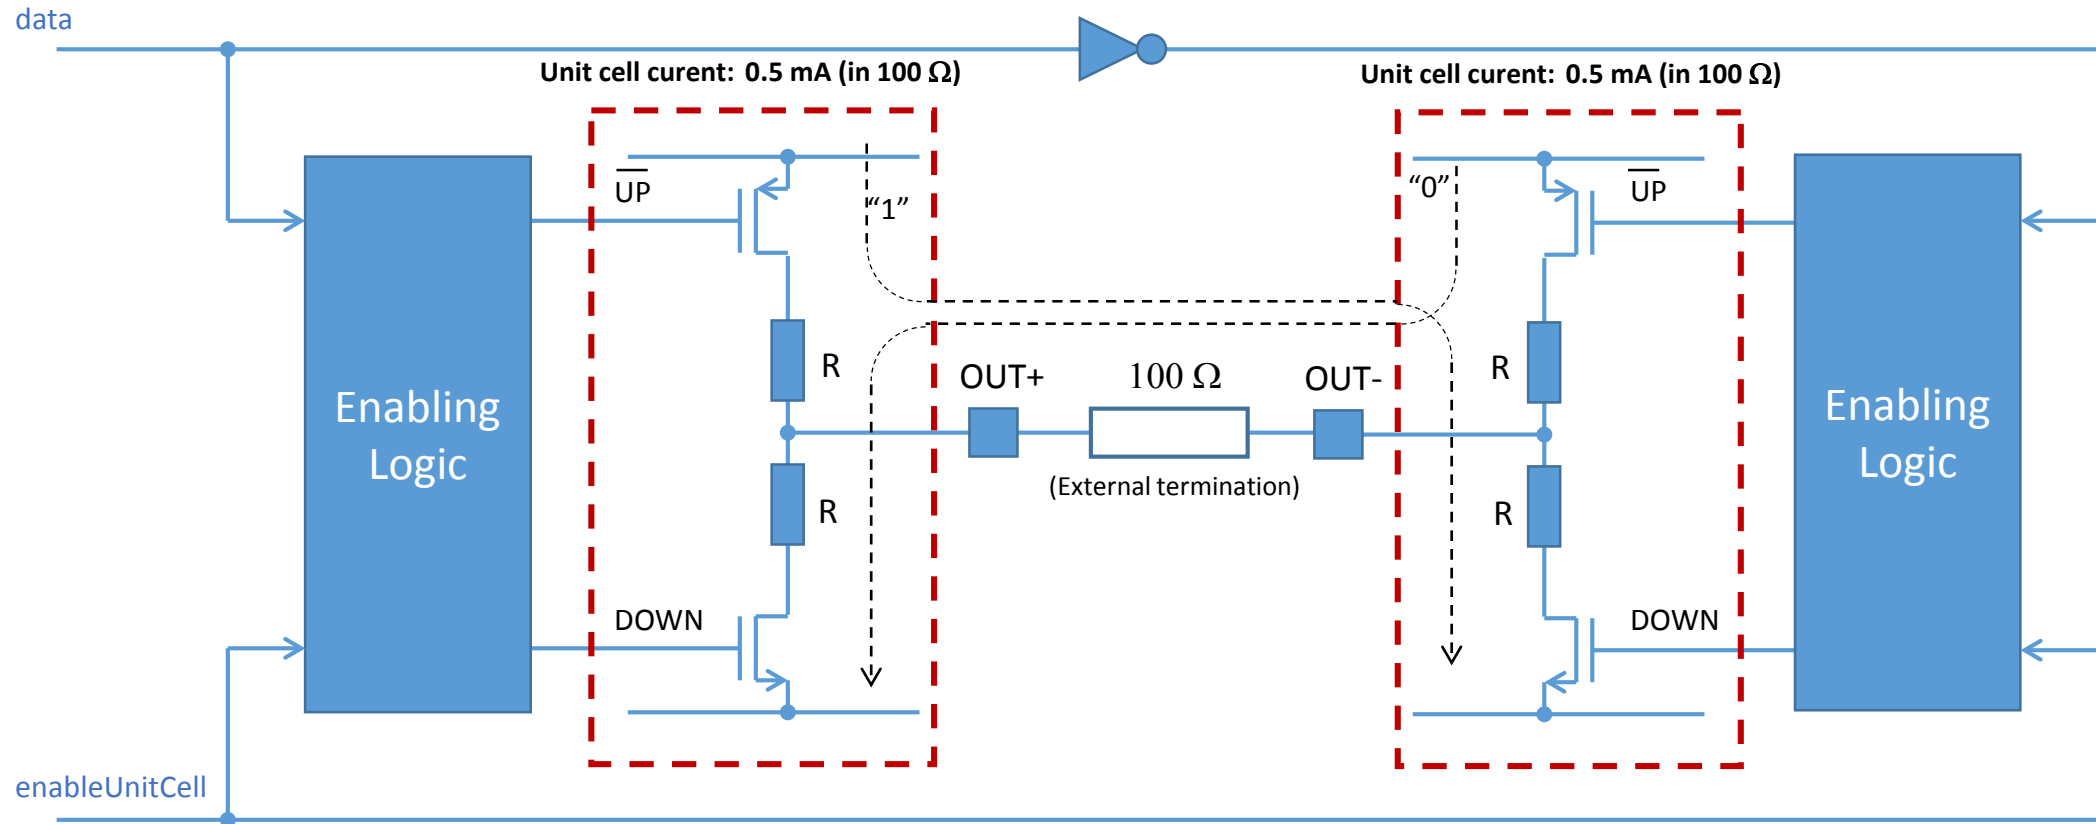 data
Unit cell curent: 0.5 mA (in 100 Ω)
Unit cell curent: 0.5 mA (in 100 Ω)
UP
"1"
"0"
UP
R
R
OUT+
100 Ω
OUT-
Enabling
Logic
Enabling
Logic
(External termination)
R
R
DOWN
DOWN
enableUnitCell